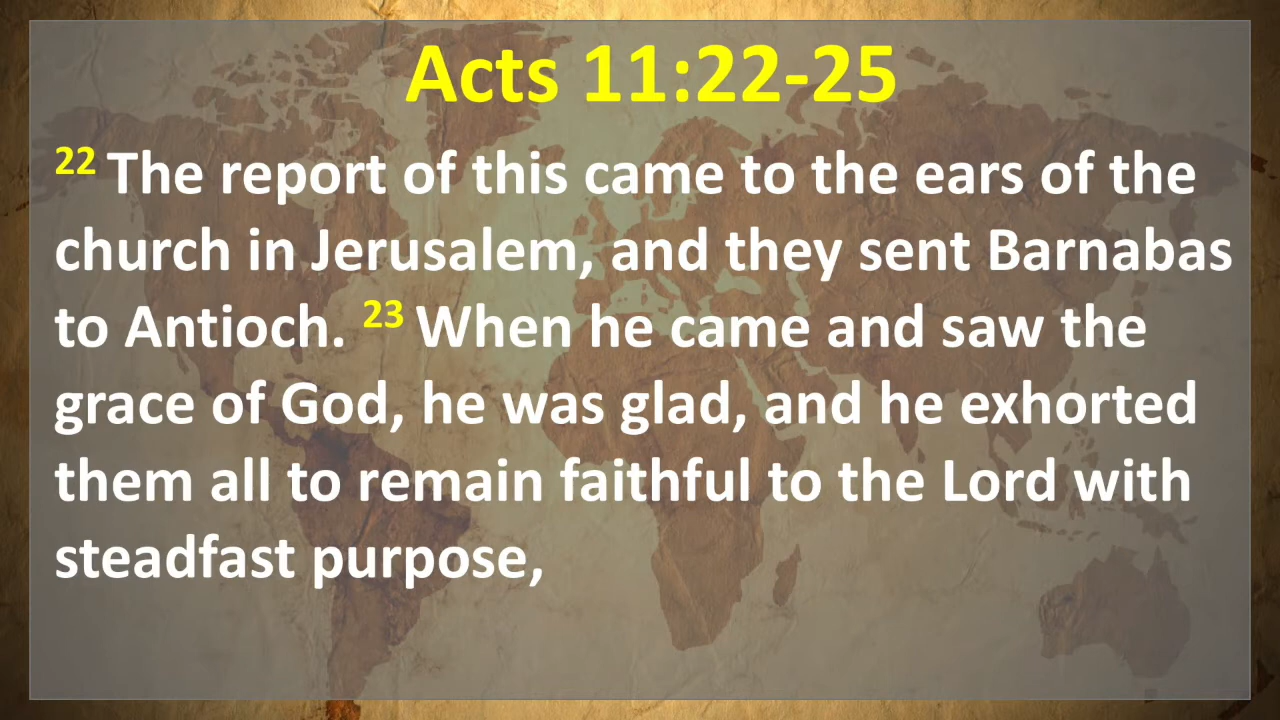 Acts 11:22-25
22 The report of this came to the ears of the
church in Jerusalem, and they sent Barnabas
to Antioch. 23 When he came and saw the
grace of God, he was glad, and he exhorted
them all to remain faithful to the Lord with
steadfast purpose,